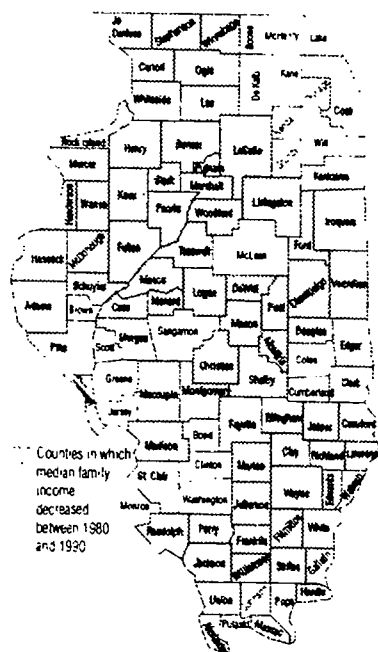 Jo Daviess Stephenson Winnebago Boone McHenry Lake
Carroll Ogle De Kalb Kane
Whiteside Lee Cook
Rock Island Henry Bureau LaSalle Will
Mercer Putnam Kankakee
Henderson Warren Knox Stark Marshall Livingston
Peoria Woodford Iroquois
Hancock McDonough Fulton Tazewell McLean Ford
Schuyler Mason Logan DeWitt Champaign Vermilion
Adams Brown Cass Menard Macon Piatt
Pike Scott Morgan Sangamon Moultrie Douglas Edgar
Christian Coles
Greene Macoupin Montgomery Shelby Cumberland Clark
Jersey Fayette Effingham Jasper Crawford
Madison Bond
Clinton Marion Clay Richland Lawrence
St. Clair Wayne Edwards Wabash
Monroe Washington Jefferson
Randolph Perry Hamilton White
Franklin
Jackson Williamson Saline Gallatin
Union Pope Hardin
Pulaski Massac
Counties in which
median family
income
decreased
between 1980
and 1990